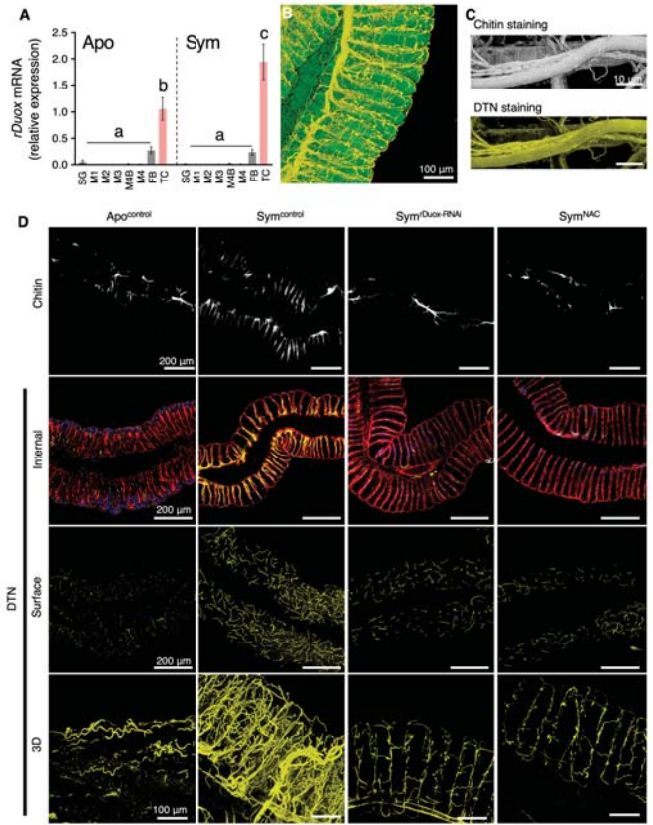 A
rDuox mRNA
(relative expression)
2.5
2.0
1.5
1.0
0.5
0.0
Apo
Sym
a
b
a
c
SG M1 M2 M3 M4B M4 FB TC
SG M1 M2 M3 M4B M4 FB TC
B
100 µm
C
Chitin staining
10 µm
DTN staining
D
Apocontrol
Symcontrol
SymrDuox-RNAi
SymNAC
Chitin
200 µm
DTN
Internal
200 µm
Surface
200 µm
3D
100 µm